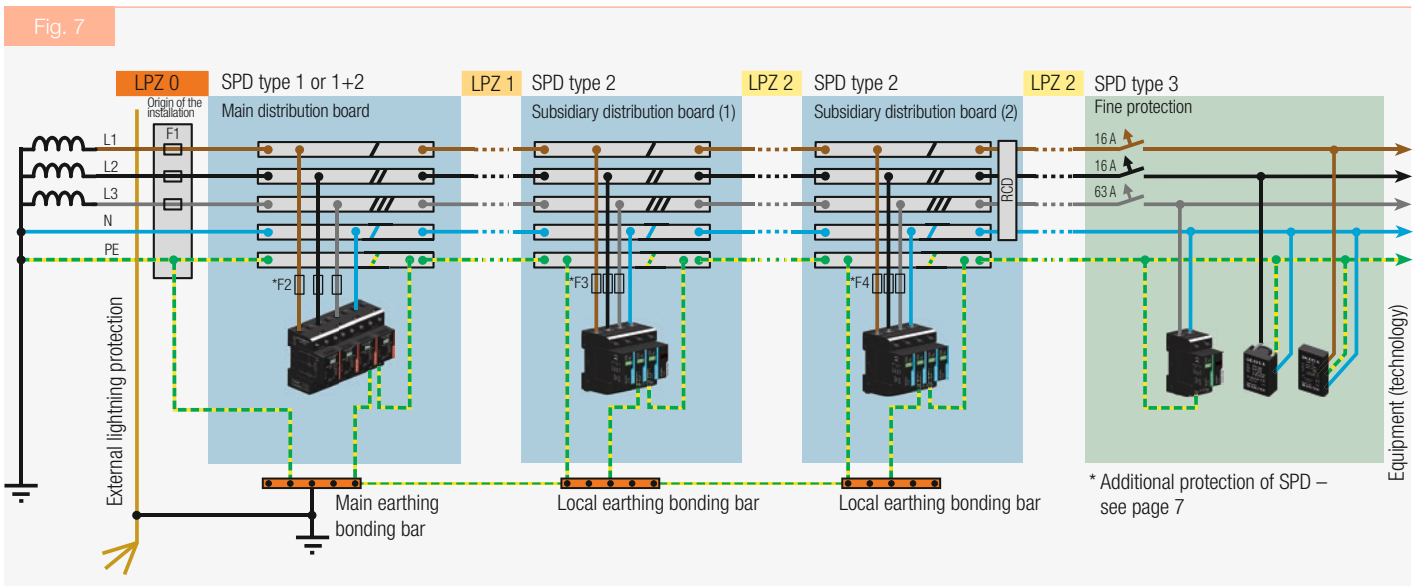 Fig. 7
LPZ 0
SPD type 1 or 1+2
LPZ 1
SPD type 2
LPZ 2
SPD type 2
LPZ 2
SPD type 3
Origin of the
installation
Main distribution board
Subsidiary distribution board (1)
Subsidiary distribution board (2)
Fine protection
F1
L1
L2
L3
N
PE
16 A
16 A
63 A
RCD
*F2
*F3
*F4
External lightning protection
Equipment (technology)
Main earthing
bonding bar
Local earthing bonding bar
Local earthing bonding bar
* Additional protection of SPD –
see page 7